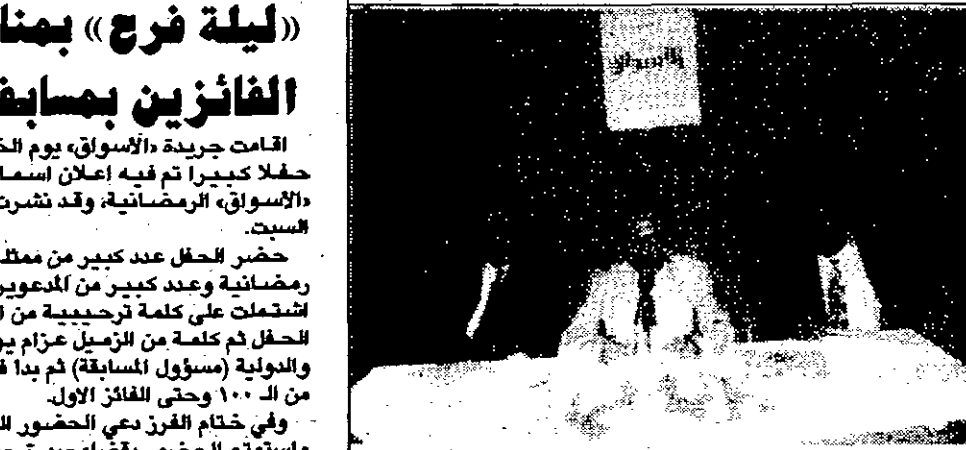 «ليلة فرح» بمنا
الفائزين بمسابق
اقامت جريدة «الأسواق» يوم الخ
حفلا كبيرا تم فيه إعلان اسما
«الأسواق» الرمضانية، وقد نشرت
السبت.
حضر الحفل عدد كبير من ممثل
رمضانية وعدد كبير من المدعوين
اشتملت على كلمة ترحيبية من ا
الحفل ثم كلمة من الزميل عزام يو
والدولية (مسؤول المسابقة) ثم بدا ف
من الـ ١٠٠ وحتى الفائز الاول.
وفي ختام الفرز دعي الحضور لل
الأسواق